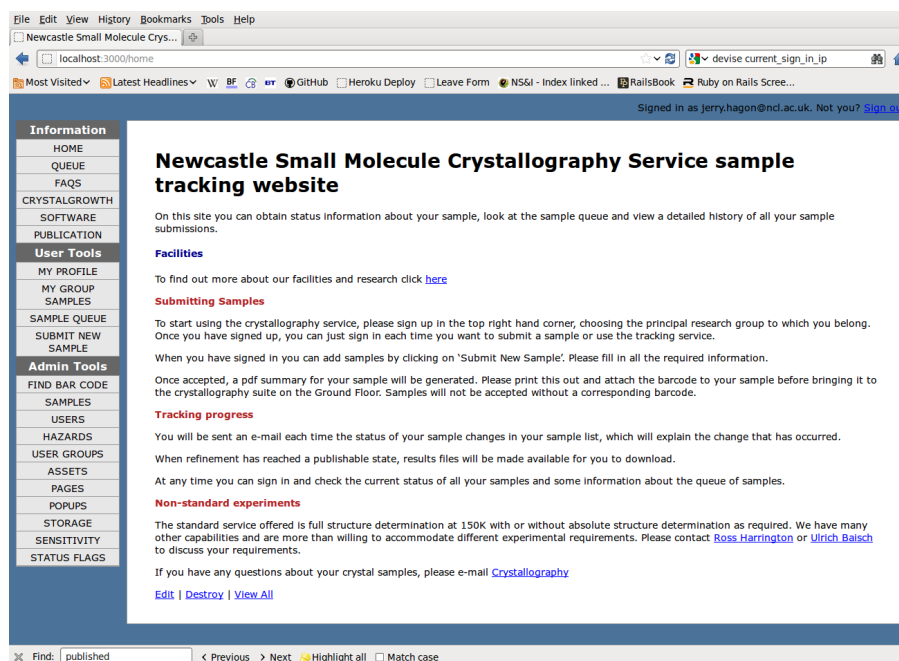 File Edit View History Bookmarks Tools Help
Newcastle Small Molecule Crys...
localhost:3000/home
devise current_sign_in_ip
Most Visited Latest Headlines W BF BT GitHub Heroku Deploy Leave Form NS&I - Index linked ... RailsBook Ruby on Rails Scree...
Signed in as jerry.hagon@ncl.ac.uk. Not you? Sign ou
Information
HOME
QUEUE
FAQS
CRYSTALGROWTH
SOFTWARE
PUBLICATION
User Tools
MY PROFILE
MY GROUP
SAMPLES
SAMPLE QUEUE
SUBMIT NEW
SAMPLE
Admin Tools
FIND BAR CODE
SAMPLES
USERS
HAZARDS
USER GROUPS
ASSETS
PAGES
POPUPS
STORAGE
SENSITIVITY
STATUS FLAGS
Newcastle Small Molecule Crystallography Service sample
tracking website
On this site you can obtain status information about your sample, look at the sample queue and view a detailed history of all your sample
submissions.
Facilities
To find out more about our facilities and research click here
Submitting Samples
To start using the crystallography service, please sign up in the top right hand corner, choosing the principal research group to which you belong.
Once you have signed up, you can just sign in each time you want to submit a sample or use the tracking service.
When you have signed in you can add samples by clicking on ‘Submit New Sample’. Please fill in all the required information.
Once accepted, a pdf summary for your sample will be generated. Please print this out and attach the barcode to your sample before bringing it to
the crystallography suite on the Ground Floor. Samples will not be accepted without a corresponding barcode.
Tracking progress
You will be sent an e-mail each time the status of your sample changes in your sample list, which will explain the change that has occurred.
When refinement has reached a publishable state, results files will be made available for you to download.
At any time you can sign in and check the current status of all your samples and some information about the queue of samples.
Non-standard experiments
The standard service offered is full structure determination at 150K with or without absolute structure determination as required. We have many
other capabilities and are more than willing to accommodate different experimental requirements. Please contact Ross Harrington or Ulrich Baisch
to discuss your requirements.
If you have any questions about your crystal samples, please e-mail Crystallography
Edit | Destroy | View All
Find: published < Previous > Next Highlight all Match case